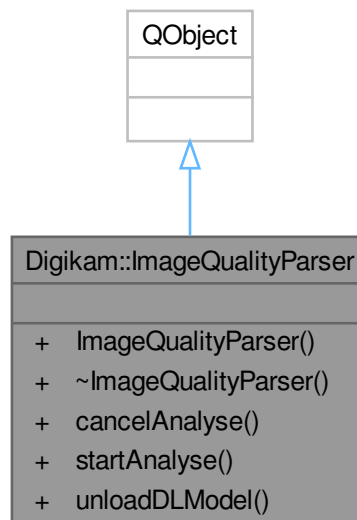 QObject
Digikam::ImageQualityParser
+ ImageQualityParser()
+ ~ImageQualityParser()
+ cancelAnalyse()
+ startAnalyse()
+ unloadDLModel()